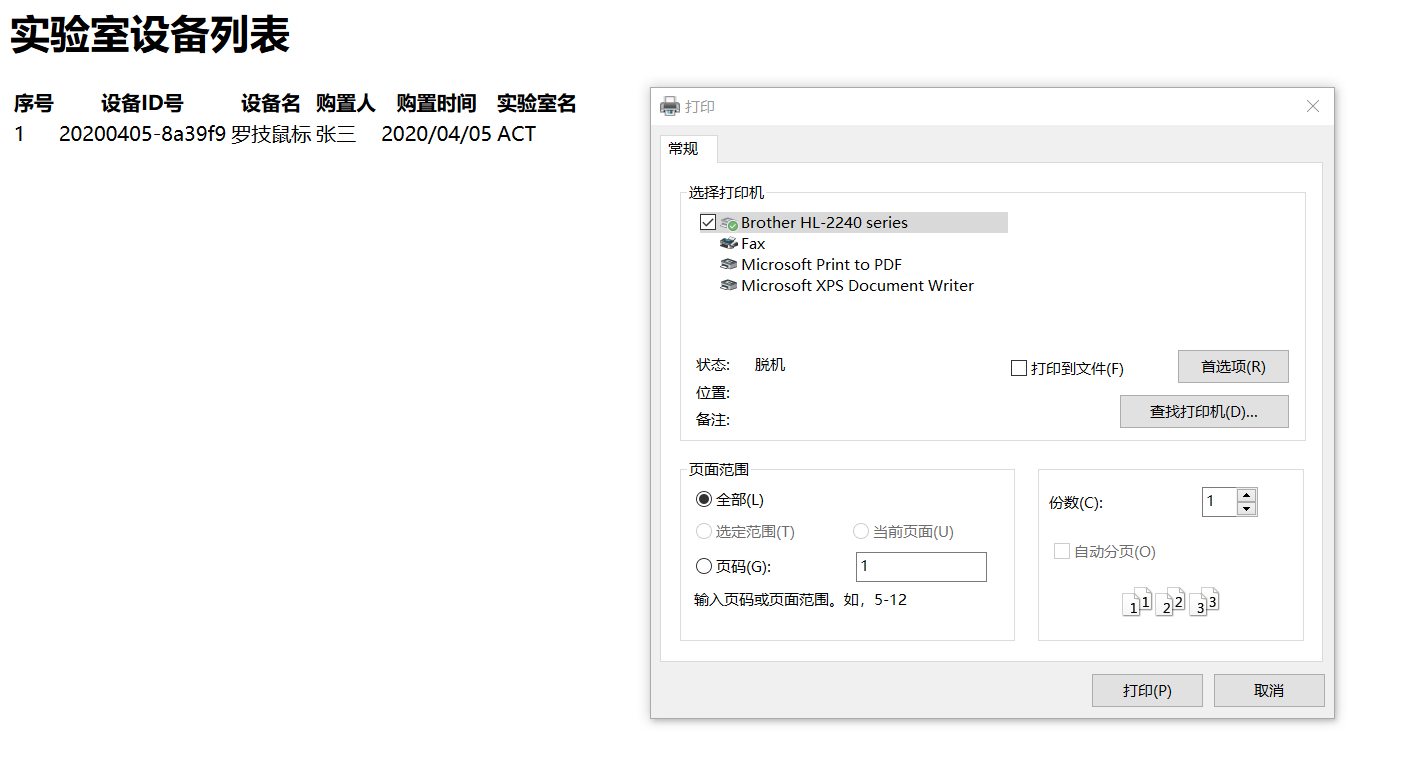 实验室设备列表
序号 设备ID号 设备名 购置人 购置时间 实验室名
1 20200405-8a39f9 罗技鼠标 张三 2020/04/05 ACT
打印
常规
选择打印机
Brother HL-2240 series
Fax
Microsoft Print to PDF
Microsoft XPS Document Writer
状态: 脱机 打印到文件(F) 首选项(R)
位置:
备注: 查找打印机(D)...
页面范围
全部(L)
选定范围(T) 当前页面(U)
页码(G): 1
输入页码或页面范围。如，5-12
份数(C): 1
自动分页(O)
1 1 2 2 3 3
打印(P) 取消